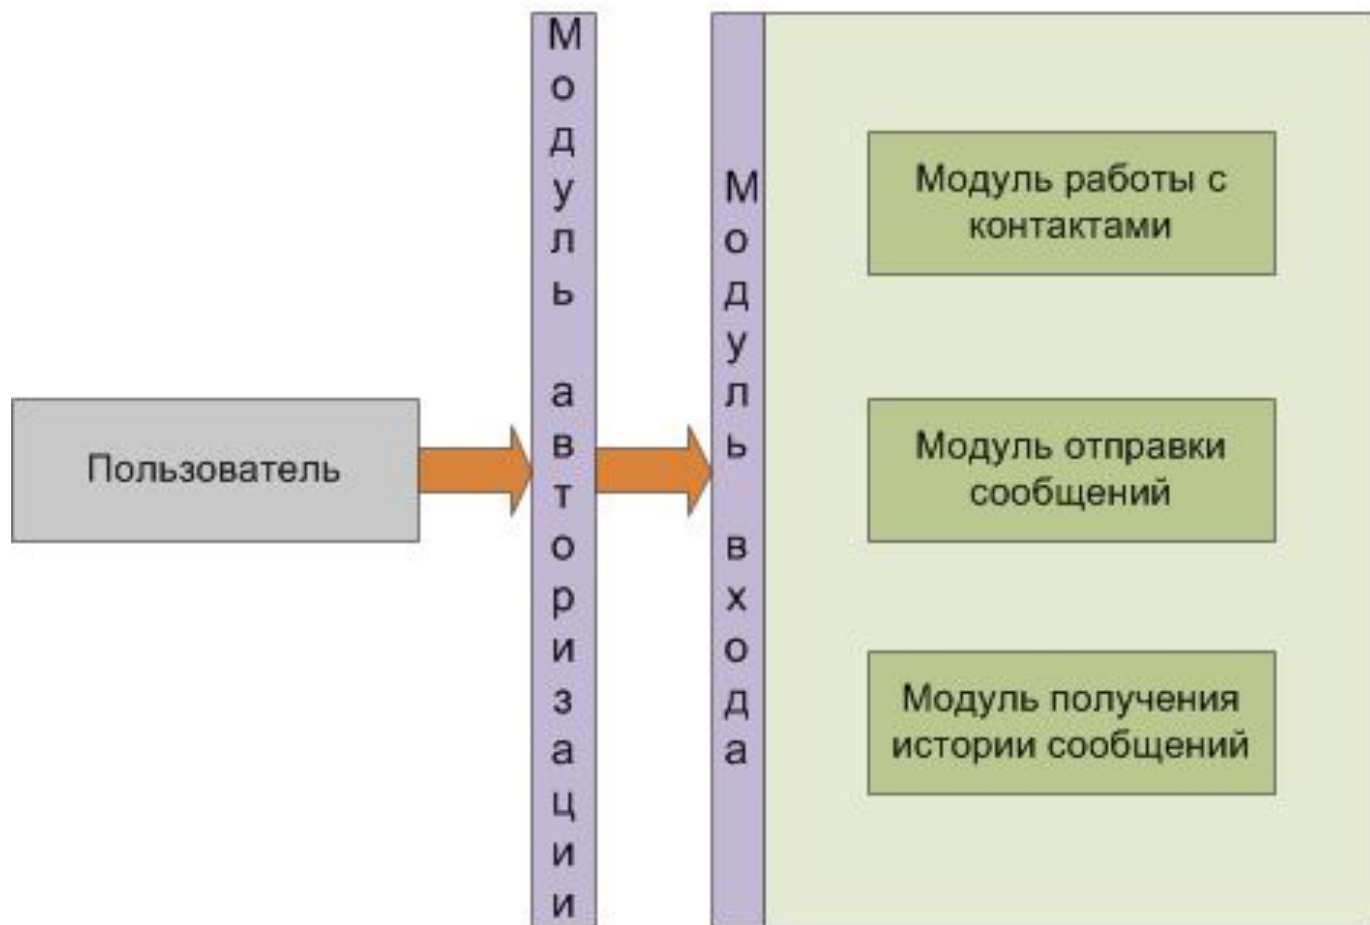 Пользователь
Модуль авторизации
Модуль входа
Модуль работы с
контактами
Модуль отправки
сообщений
Модуль получения
истории сообщений